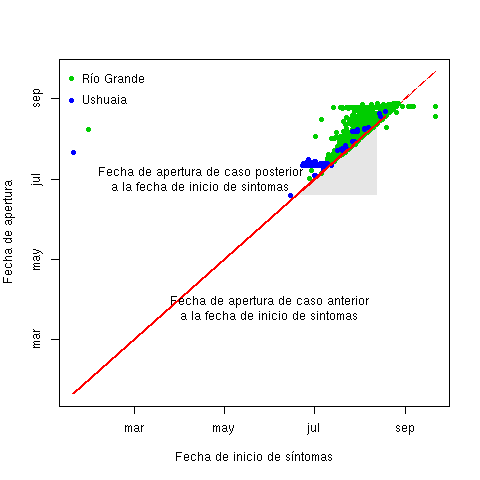 Río Grande
Ushuaia
Fecha de apertura de caso posterior
a la fecha de inicio de sintomas
Fecha de apertura de caso anterior
a la fecha de inicio de sintomas
Fecha de apertura
mar
may
jul
sep
mar
may
jul
sep
Fecha de inicio de síntomas